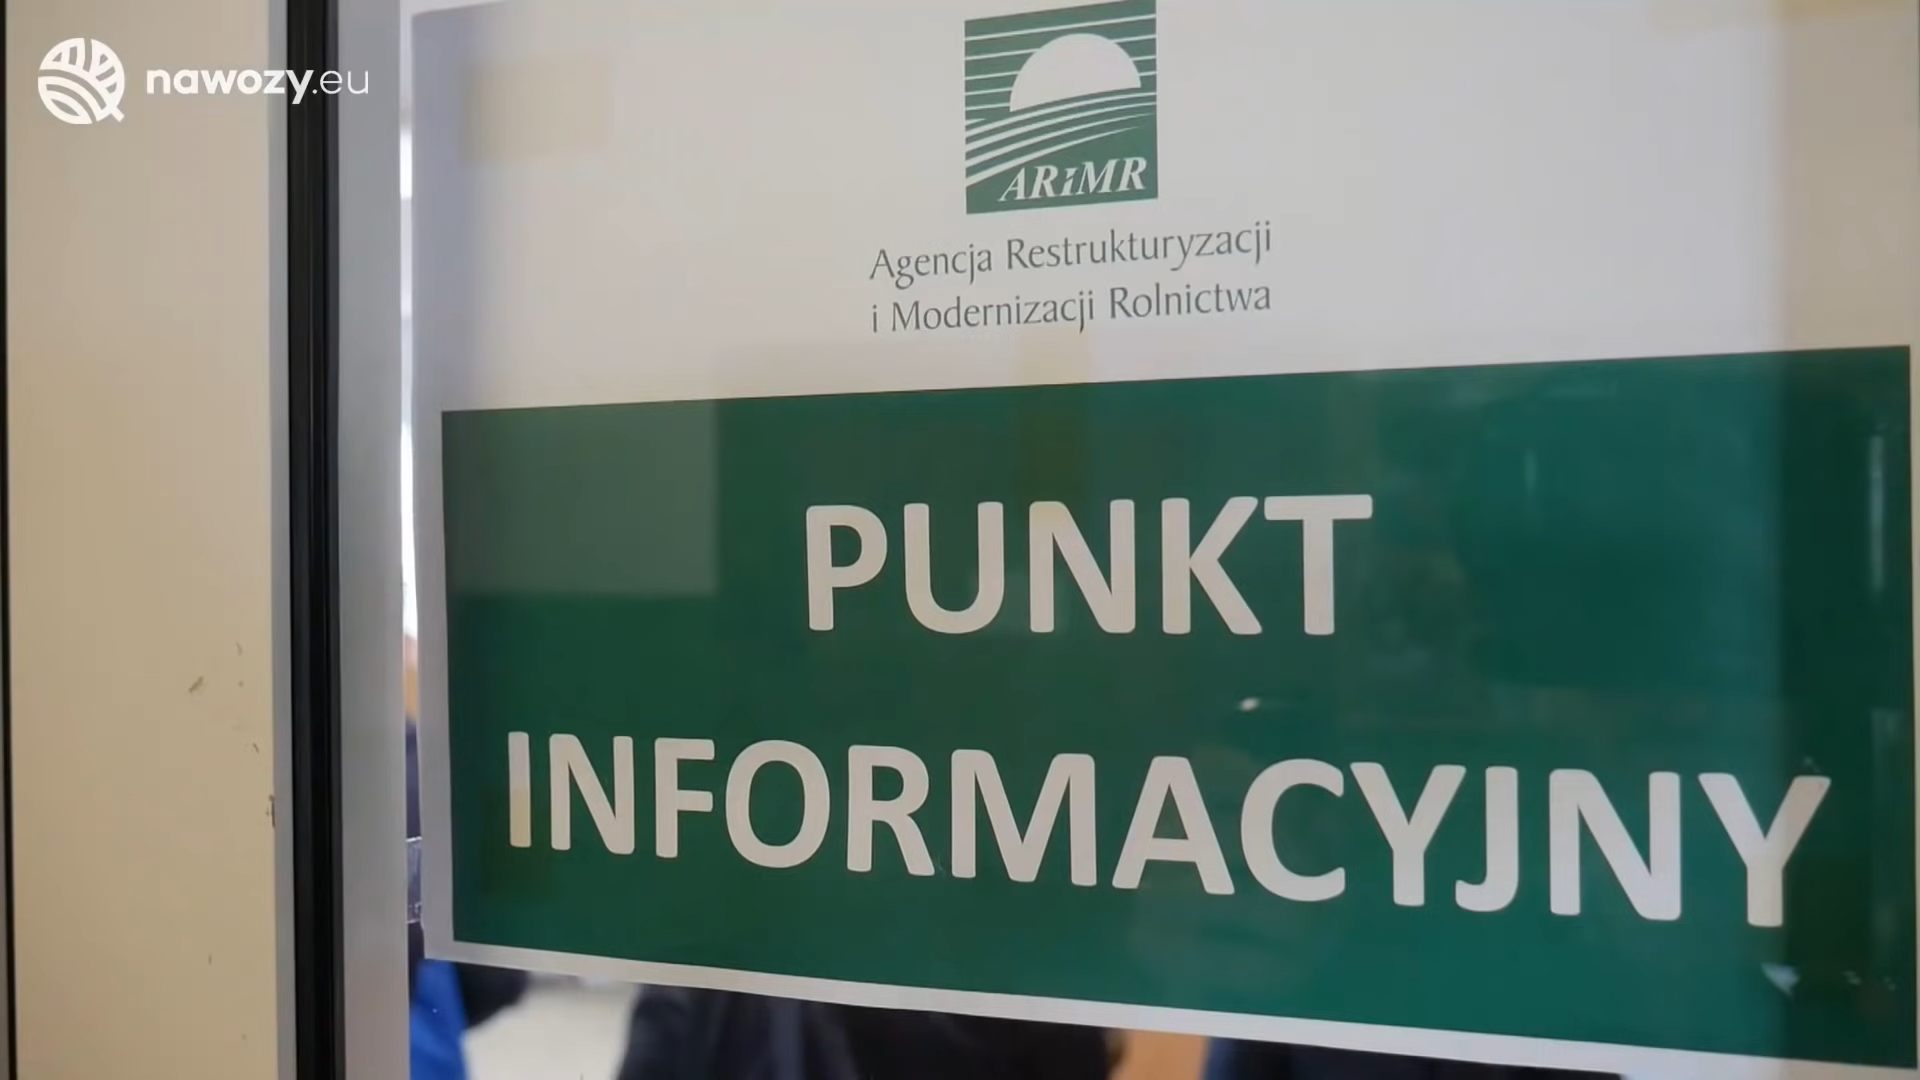 nawozy.eu
ARiMR
Agencja Restrukturyzacji
i Modernizacji Rolnictwa
PUNKT
INFORMACYJNY